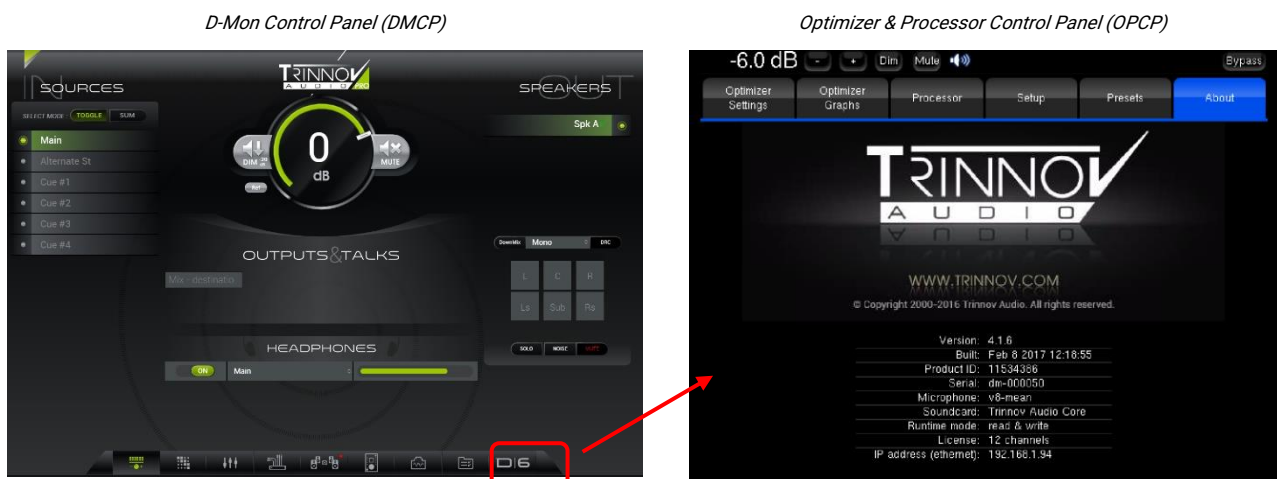 D-Mon Control Panel (DMCP)
Optimizer & Processor Control Panel (OPCP)
IN
SOURCES
SELECT MODE : TOGGLE SUM
Main
Alternate St
Cue #1
Cue #2
Cue #3
Cue #4
TRINNOV
AUDIO PRO
0
dB
DIM
MUTE
Ref
OUT
SPEAKERS
Spk A
OUTPUTS&TALKS
Mix - destinatio
DownMix Mono DRC
L C R
Ls Sub Rs
SOLO NOISE MUTE
HEADPHONES
ON Main
D|6
-6.0 dB - + Dim Mute Bypass
Optimizer Settings
Optimizer Graphs
Processor
Setup
Presets
About
TRINNOV
AUDIO
WWW.TRINNOV.COM
© Copyright 2000-2016 Trinnov Audio. All rights reserved.
Version: 4.1.6
Built: Feb 8 2017 12:18:55
Product ID: 11534386
Serial: dm-000050
Microphone: v8-mean
Soundcard: Trinnov Audio Core
Runtime mode: read & write
License: 12 channels
IP address (ethernet): 192.168.1.94